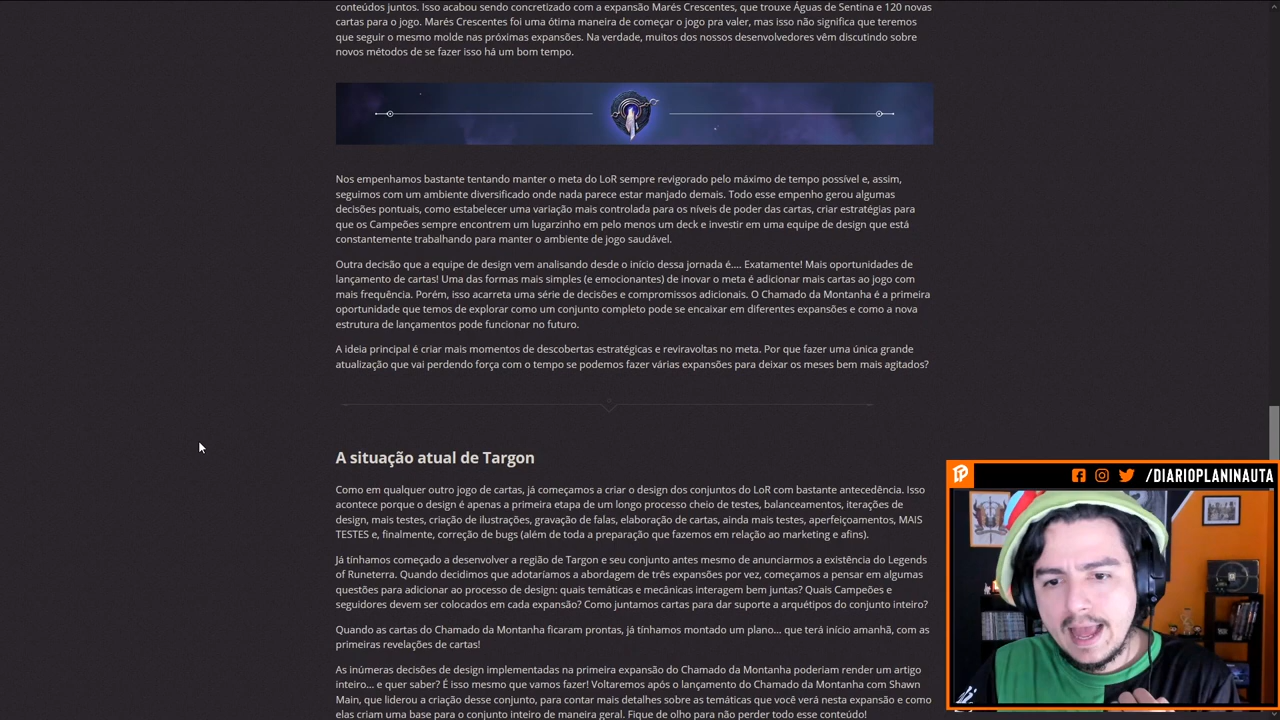 conteúdos juntos. Isso acabou sendo concretizado com a expansão Marés Crescentes, que trouxe Águas de Sentina e 120 novas
cartas para o jogo. Marés Crescentes foi uma ótima maneira de começar o jogo pra valer, mas isso não significa que teremos
que seguir o mesmo molde nas próximas expansões. Na verdade, muitos dos nossos desenvolvedores vêm discutindo sobre
novos métodos de se fazer isso há um bom tempo.
Nos empenhamos bastante tentando manter o meta do LoR sempre revigorado pelo máximo de tempo possível e, assim,
seguimos com um ambiente diversificado onde nada parece estar manjado demais. Todo esse empenho gerou algumas
decisões pontuais, como estabelecer uma variação mais controlada para os níveis de poder das cartas, criar estratégias para
que os Campeões sempre encontrem um lugarzinho em pelo menos um deck e investir em uma equipe de design que está
constantemente trabalhando para manter o ambiente de jogo saudável.
Outra decisão que a equipe de design vem analisando desde o início dessa jornada é.... Exatamente! Mais oportunidades de
lançamento de cartas! Uma das formas mais simples (e emocionantes) de inovar o meta é adicionar mais cartas ao jogo com
mais frequência. Porém, isso acarreta uma série de decisões e compromissos adicionais. O Chamado da Montanha é a primeira
oportunidade que temos de explorar como um conjunto completo pode se encaixar em diferentes expansões e como a nova
estrutura de lançamentos pode funcionar no futuro.
A ideia principal é criar mais momentos de descobertas estratégicas e reviravoltas no meta. Por que fazer uma única grande
atualização que vai perdendo força com o tempo se podemos fazer várias expansões para deixar os meses bem mais agitados?
A situação atual de Targon
Como em qualquer outro jogo de cartas, já começamos a criar o design dos conjuntos do LoR com bastante antecedência. Isso
acontece porque o design é apenas a primeira etapa de um longo processo cheio de testes, balanceamentos, iterações de
design, mais testes, criação de ilustrações, gravação de falas, elaboração de cartas, ainda mais testes, aperfeiçoamentos, MAIS
TESTES e, finalmente, correção de bugs (além de toda a preparação que fazemos em relação ao marketing e afins).
Já tínhamos começado a desenvolver a região de Targon e seu conjunto antes mesmo de anunciarmos a existência do Legends
of Runeterra. Quando decidimos que adotaríamos a abordagem de três expansões por vez, começamos a pensar em algumas
questões para adicionar ao processo de design: quais temáticas e mecânicas interagem bem juntas? Quais Campeões e
seguidores devem ser colocados em cada expansão? Como juntamos cartas para dar suporte a arquétipos do conjunto inteiro?
Quando as cartas do Chamado da Montanha ficaram prontas, já tínhamos montado um plano... que terá início amanhã, com as
primeiras revelações de cartas!
As inúmeras decisões de design implementadas na primeira expansão do Chamado da Montanha poderiam render um artigo
inteiro... e quer saber? É isso mesmo que vamos fazer! Voltaremos após o lançamento do Chamado da Montanha com Shawn
Main, que liderou a criação desse conjunto, para contar mais detalhes sobre as temáticas que você verá nesta expansão e como
elas criam uma base para o conjunto inteiro de maneira geral. Fique de olho para não perder todo esse conteúdo!
/DIARIOPLANINAUTA